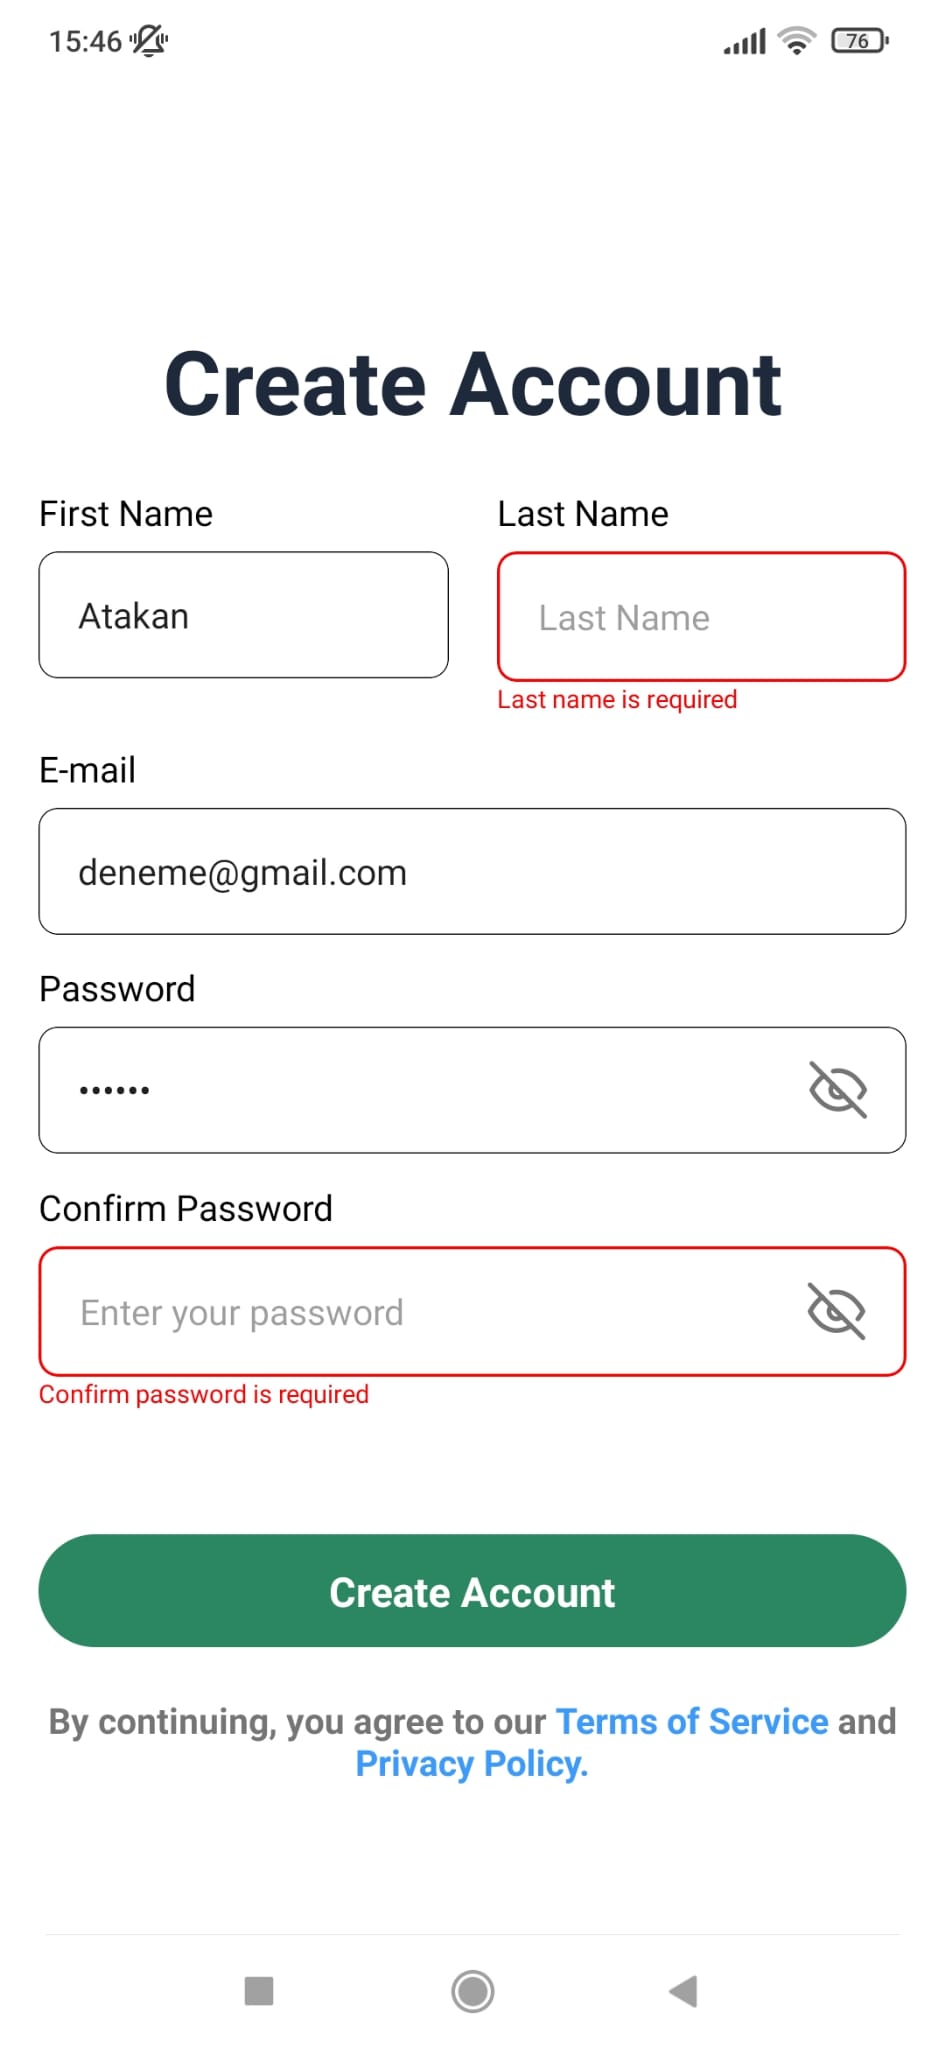 15:46 76
Create Account
First Name Last Name
Atakan Last Name
Last name is required
E-mail
deneme@gmail.com
Password
••••••
Confirm Password
Enter your password
Confirm password is required
Create Account
By continuing, you agree to our Terms of Service and
Privacy Policy.